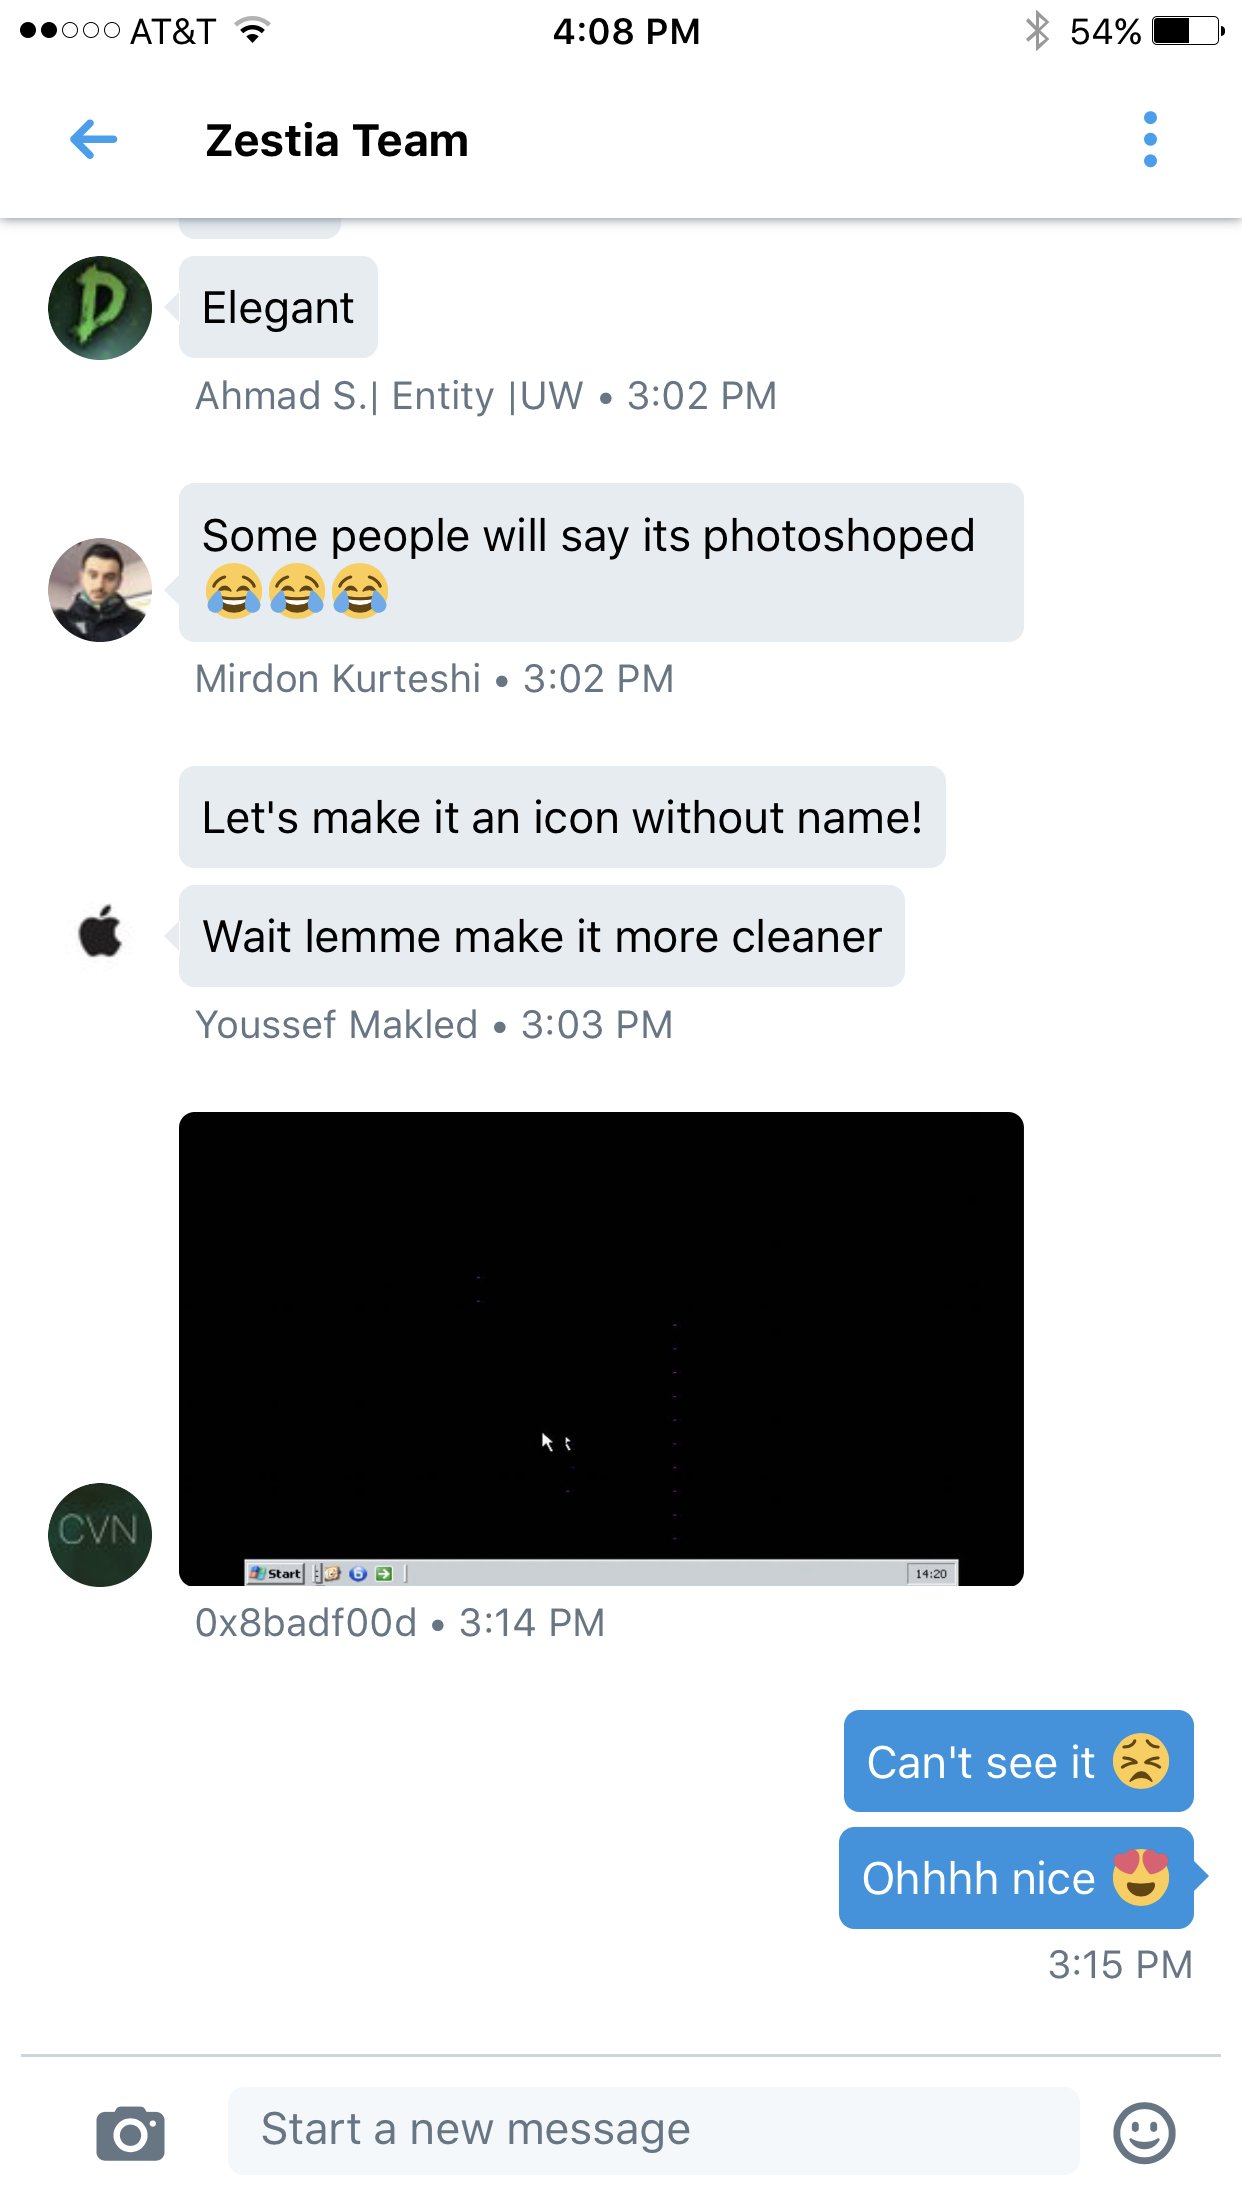 AT&T 4:08 PM 54%
Zestia Team
D
Elegant
Ahmad S.| Entity |UW • 3:02 PM
Some people will say its photoshoped
😂😂😂
Mirdon Kurteshi • 3:02 PM
Let's make it an icon without name!
Wait lemme make it more cleaner
Youssef Makled • 3:03 PM
Start 14:20
CVN
0x8badf00d • 3:14 PM
Can't see it 😣
Ohhhh nice 😍
3:15 PM
Start a new message